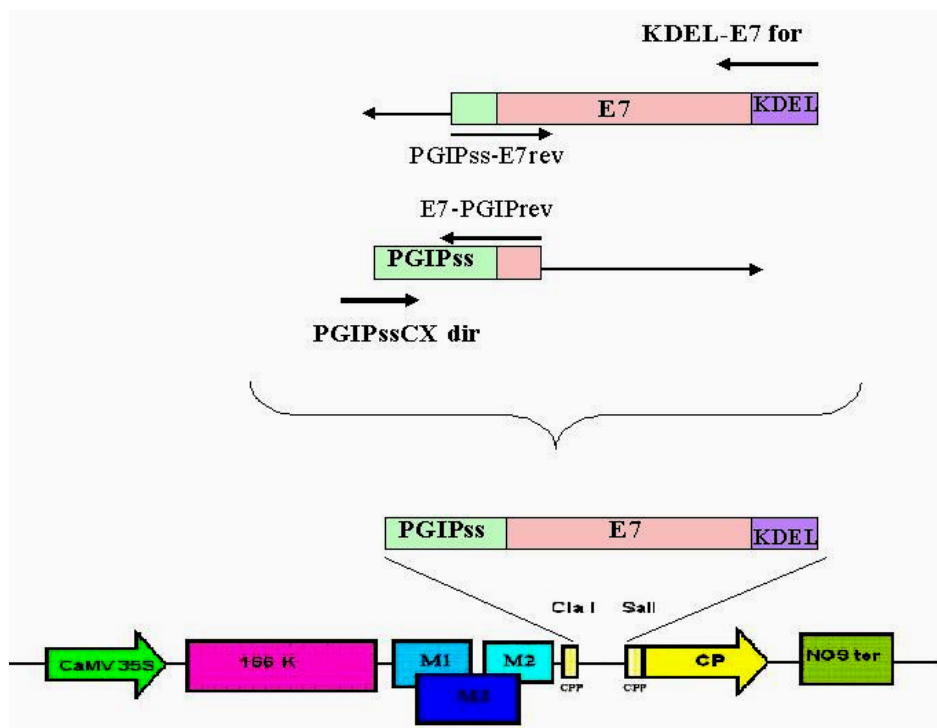 KDEL-E7 for
E7 KDEL
PGIPss-E7rev
E7-PGIPrev
PGIPss
PGIPssCX dir
PGIPss E7 KDEL
Cla I Sall
CaMV 35S 166 K M1 M2 CP NOS ter
CPP CPP